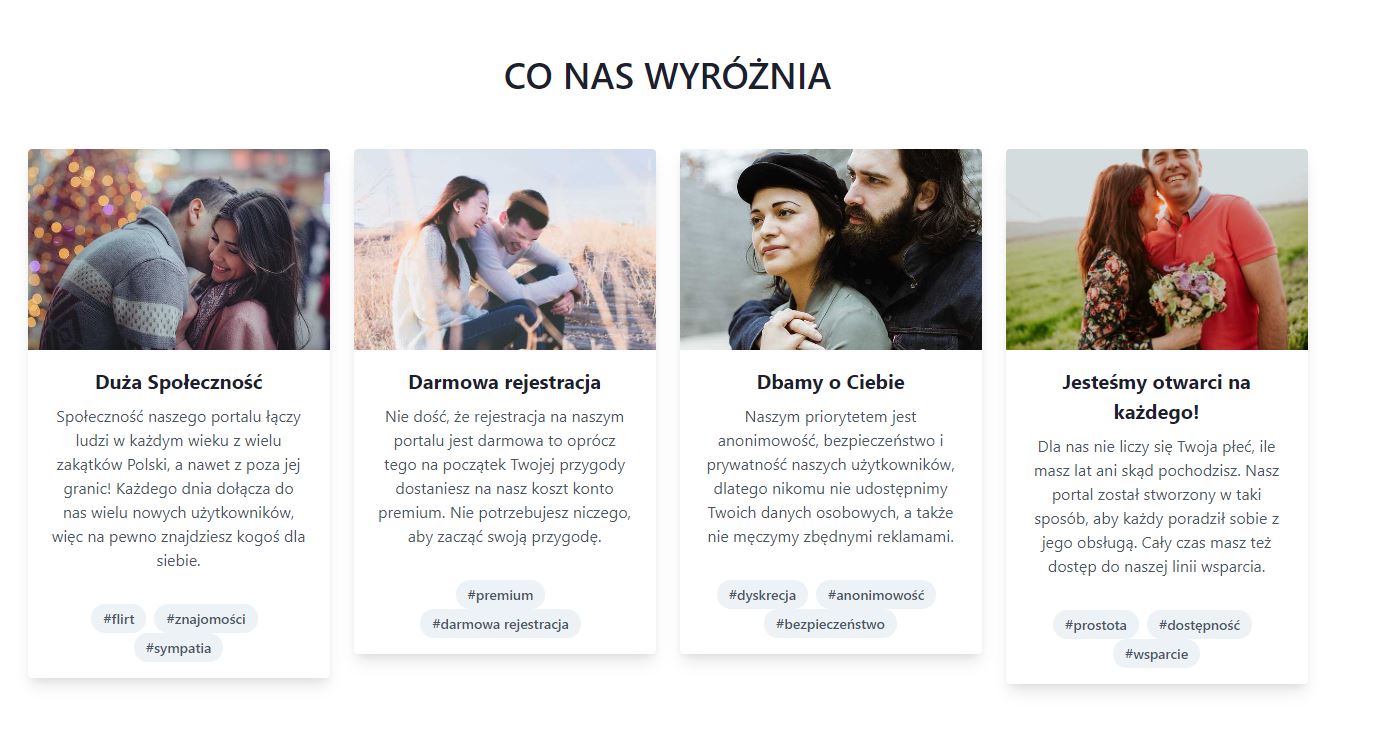 CO NAS WYRÓŻNIA
Duża Społeczność
Społeczność naszego portalu łączy
ludzi w każdym wieku z wielu
zakątków Polski, a nawet z poza jej
granic! Każdego dnia dołącza do
nas wielu nowych użytkowników,
więc na pewno znajdziesz kogoś dla
siebie.
#flirt #znajomości
#sympatia
Darmowa rejestracja
Nie dość, że rejestracja na naszym
portalu jest darmowa to oprócz
tego na początek Twojej przygody
dostaniesz na nasz koszt konto
premium. Nie potrzebujesz niczego,
aby zacząć swoją przygodę.
#premium
#darmowa rejestracja
Dbamy o Ciebie
Naszym priorytetem jest
anonimowość, bezpieczeństwo i
prywatność naszych użytkowników,
dlatego nikomu nie udostępnimy
Twoich danych osobowych, a także
nie męczymy zbędnymi reklamami.
#dyskrecja #anonimowość
#bezpieczeństwo
Jesteśmy otwarci na
każdego!
Dla nas nie liczy się Twoja płeć, ile
masz lat ani skąd pochodzisz. Nasz
portal został stworzony w taki
sposób, aby każdy poradził sobie z
jego obsługą. Cały czas masz też
dostęp do naszej linii wsparcia.
#prostota #dostępność
#wsparcie